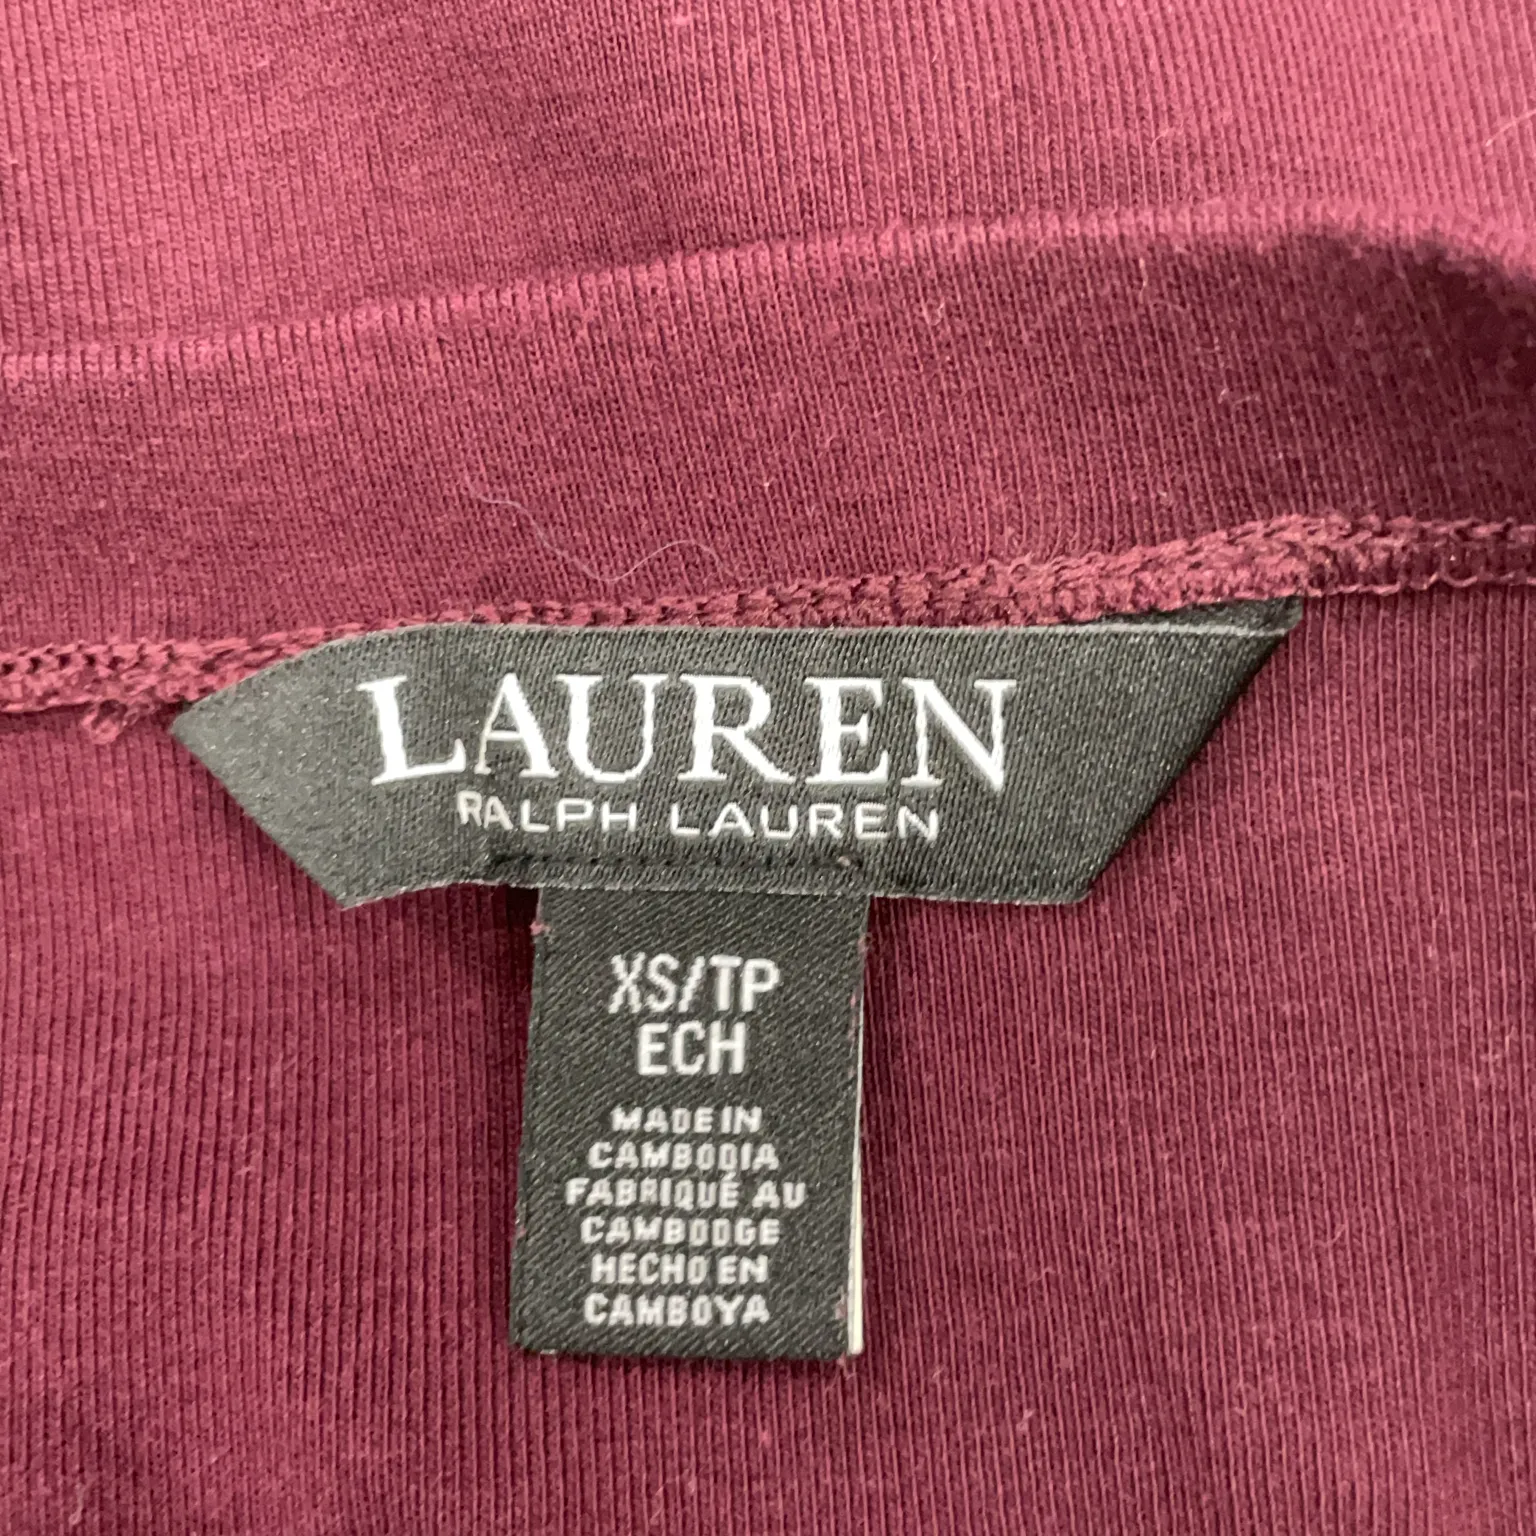 LAUREN
RALPH LAUREN
XS/TP
ECH
MADE IN
CAMBODIA
FABRIQUÉ AU
CAMBODGE
HECHO EN
CAMBOYA